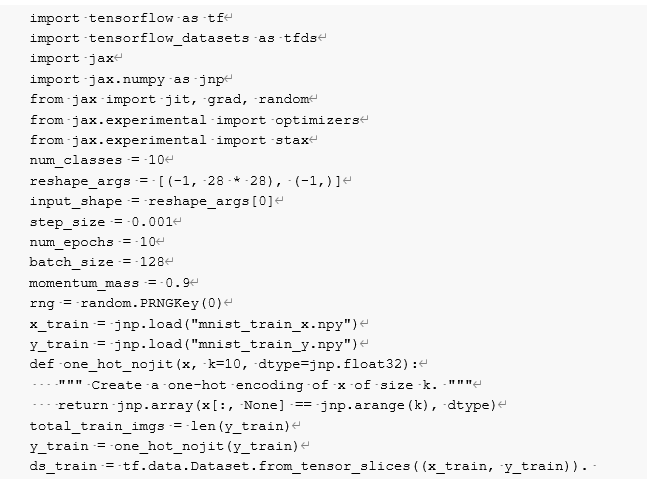 import tensorflow as tf
import tensorflow_datasets as tfds
import jax
import jax.numpy as jnp
from jax import jit, grad, random
from jax.experimental import optimizers
from jax.experimental import stax
num_classes = 10
reshape_args = [(-1, 28 * 28), (-1,)]
input_shape = reshape_args[0]
step_size = 0.001
num_epochs = 10
batch_size = 128
momentum_mass = 0.9
rng = random.PRNGKey(0)
x_train = jnp.load("mnist_train_x.npy")
y_train = jnp.load("mnist_train_y.npy")
def one_hot_nojit(x, k=10, dtype=jnp.float32):
    """ Create a one-hot encoding of x of size k. """
    return jnp.array(x[:, None] == jnp.arange(k), dtype)
total_train_imgs = len(y_train)
y_train = one_hot_nojit(y_train)
ds_train = tf.data.Dataset.from_tensor_slices((x_train, y_train)).